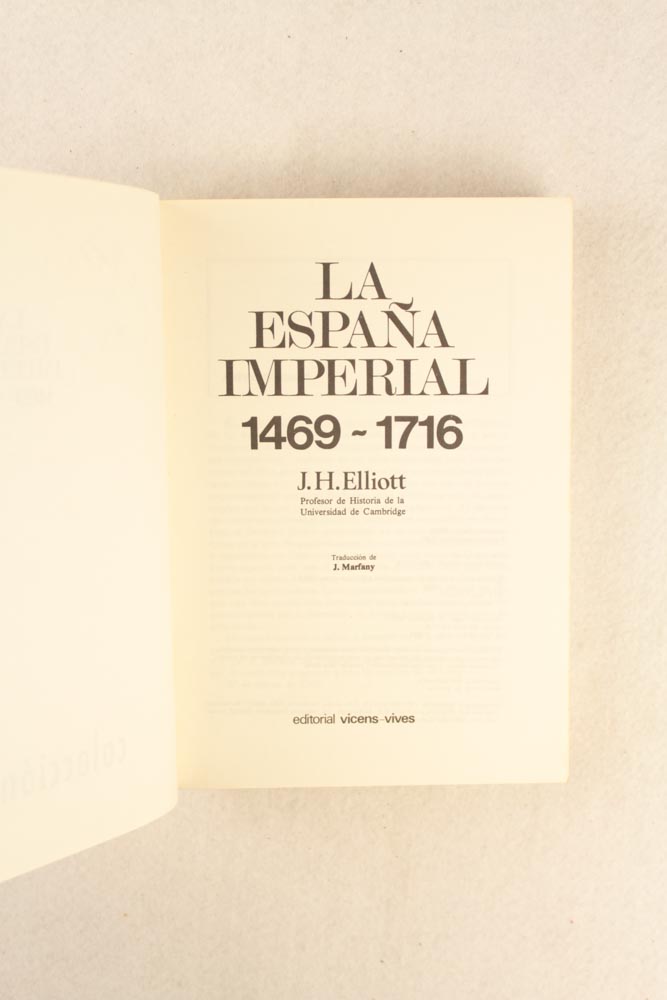 LA
ESPAÑA
IMPERIAL
1469 ~ 1716
J.H.Elliott
Profesor de Historia de la
Universidad de Cambridge
Traducción de
J. Marfany
editorial vicens-vives